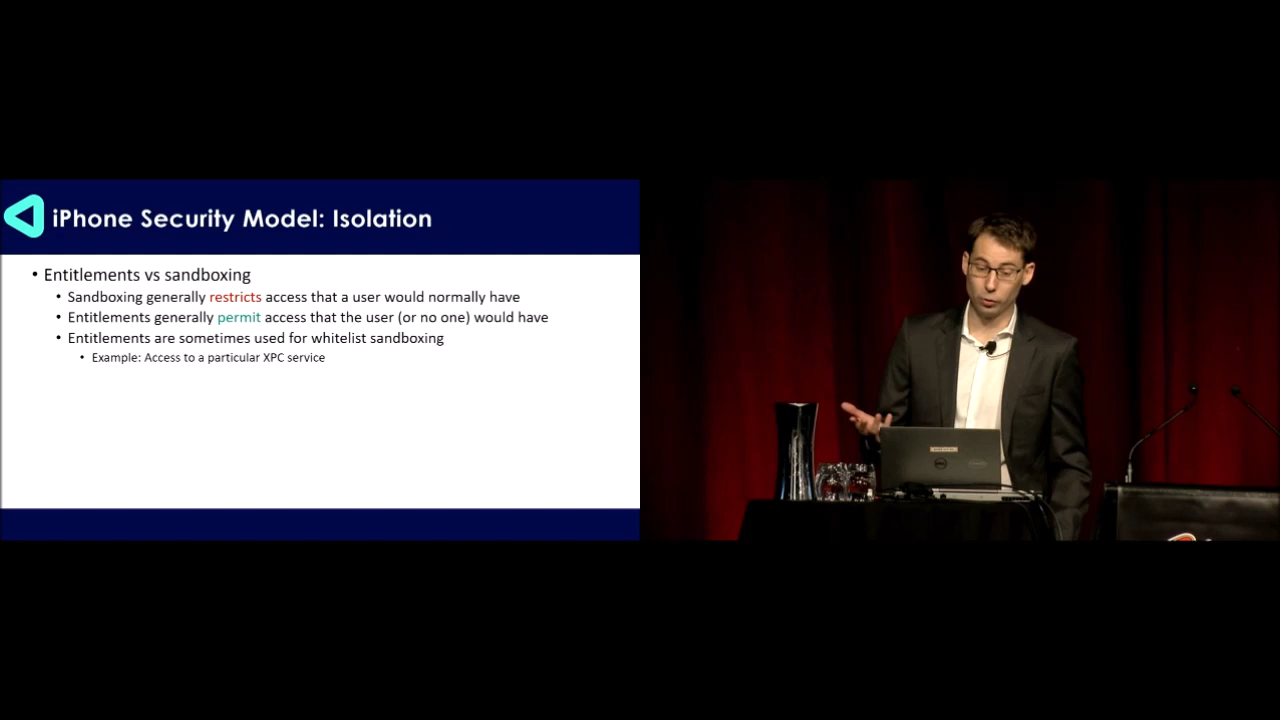 iPhone Security Model: Isolation
• Entitlements vs sandboxing
• Sandboxing generally restricts access that a user would normally have
• Entitlements generally permit access that the user (or no one) would have
• Entitlements are sometimes used for whitelist sandboxing
• Example: Access to a particular XPC service